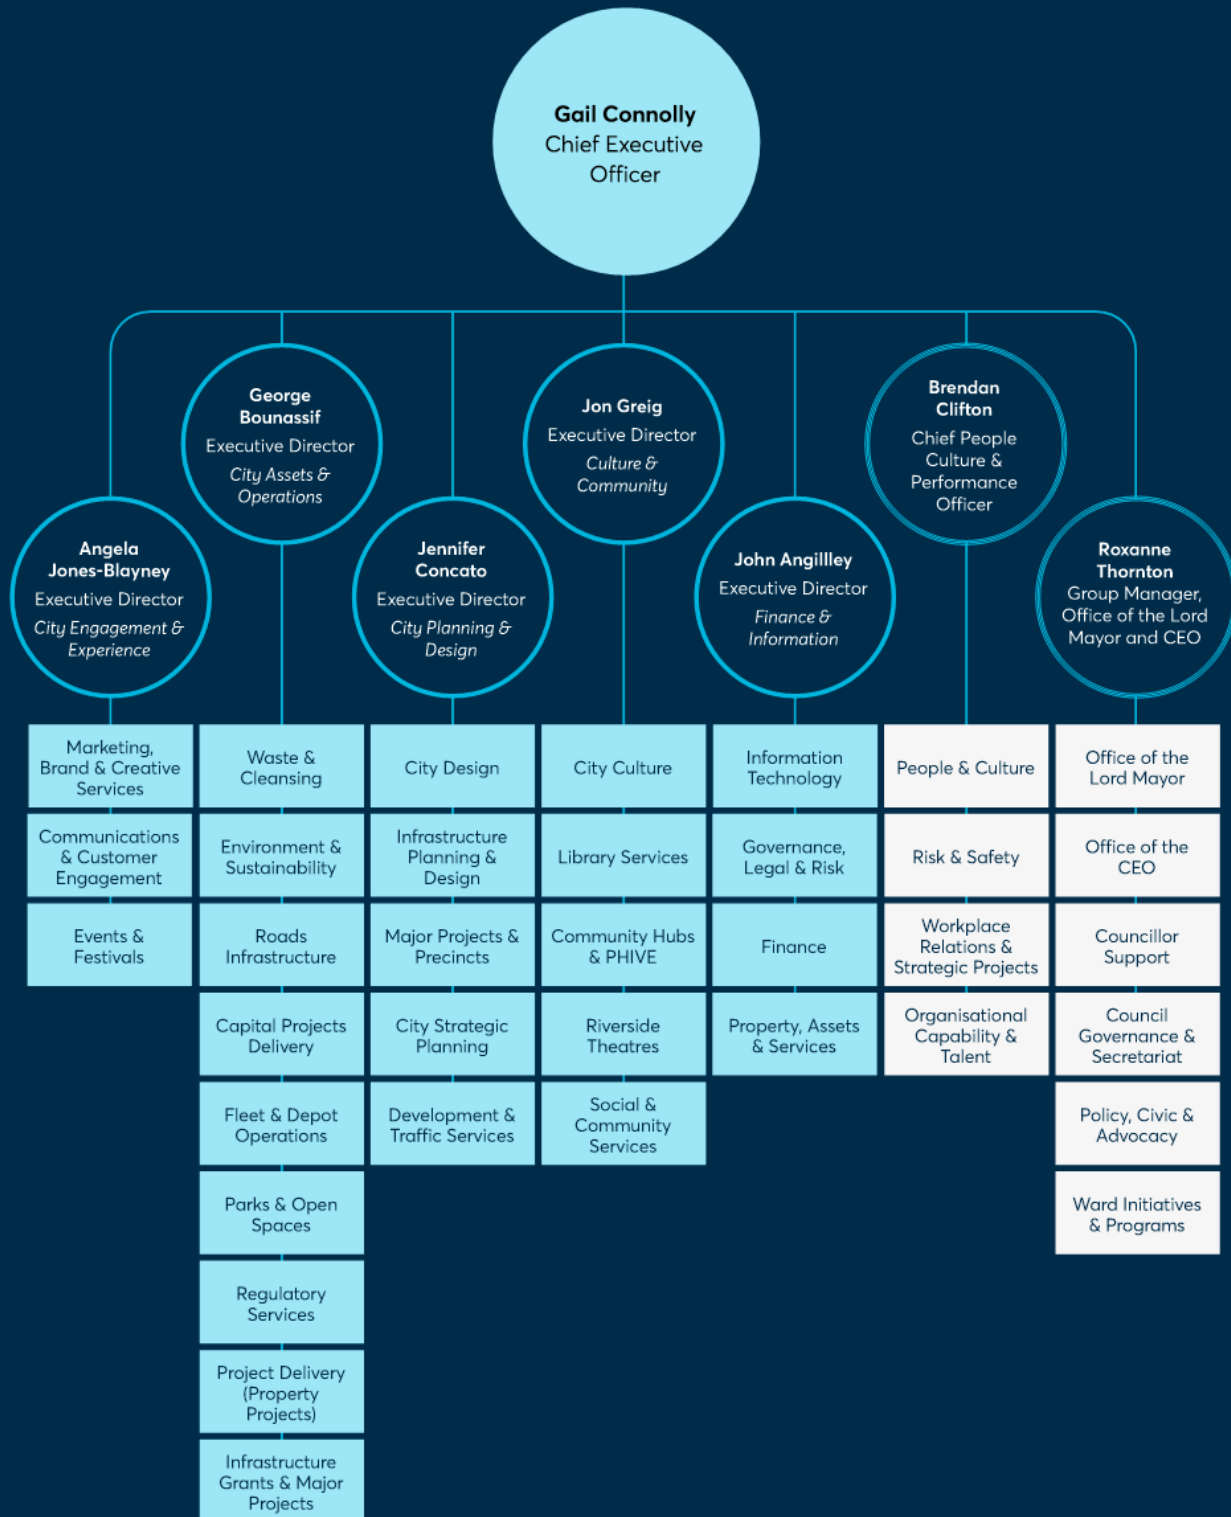 Gail Connolly
Chief Executive
Officer
George
Bounassif
Executive Director
City Assets &
Operations
Jon Greig
Executive Director
Culture &
Community
Brendan
Clifton
Chief People
Culture &
Performance
Officer
Angela
Jones-Blayney
Executive Director
City Engagement &
Experience
Jennifer
Concato
Executive Director
City Planning &
Design
John Angillley
Executive Director
Finance &
Information
Roxanne
Thornton
Group Manager,
Office of the Lord
Mayor and CEO
Marketing,
Brand & Creative
Services
Communications
& Customer
Engagement
Events &
Festivals
Waste &
Cleansing
Environment &
Sustainability
Roads
Infrastructure
Capital Projects
Delivery
Fleet & Depot
Operations
Parks & Open
Spaces
Regulatory
Services
Project Delivery
(Property
Projects)
Infrastructure
Grants & Major
Projects
City Design
Infrastructure
Planning &
Design
Major Projects &
Precincts
City Strategic
Planning
Development &
Traffic Services
City Culture
Library Services
Community Hubs
& PHIVE
Riverside
Theatres
Social &
Community
Services
Information
Technology
Governance,
Legal & Risk
Finance
Property, Assets
& Services
People & Culture
Risk & Safety
Workplace
Relations &
Strategic Projects
Organisational
Capability &
Talent
Office of the
Lord Mayor
Office of the
CEO
Councillor
Support
Council
Governance &
Secretariat
Policy, Civic &
Advocacy
Ward Initiatives
& Programs